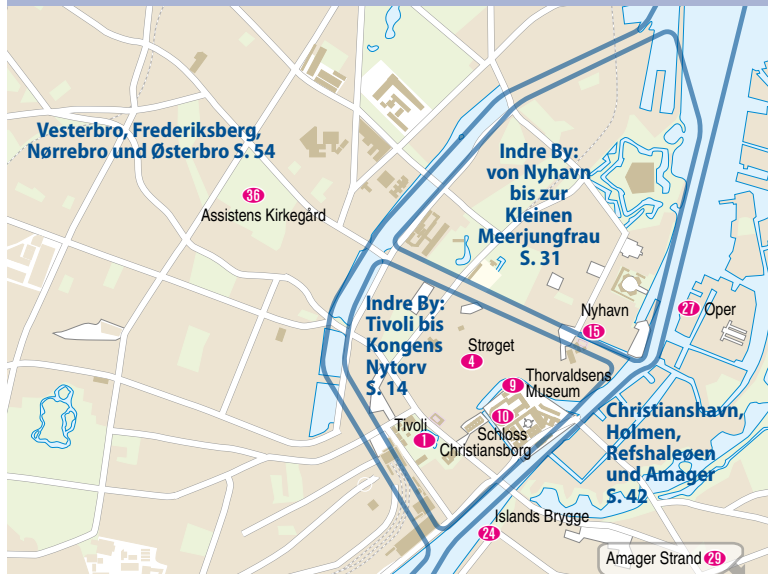 Vesterbro, Frederiksberg,
Nørrebro und Østerbro S. 54
36
Assistens Kirkegård
Indre By:
von Nyhavn
bis zur
Kleinen
Meerjungfrau
S. 31
Indre By:
Tivoli bis
Kongens
Nytorv
S. 14
Nyhavn
15
27 Oper
Strøget
4
9 Thorvaldsens
Museum
10
Schloss
Christiansborg
Tivoli
1
Christianshavn,
Holmen,
Refshaleøen
und Amager
S. 42
Islands Brygge
24
Amager Strand 29